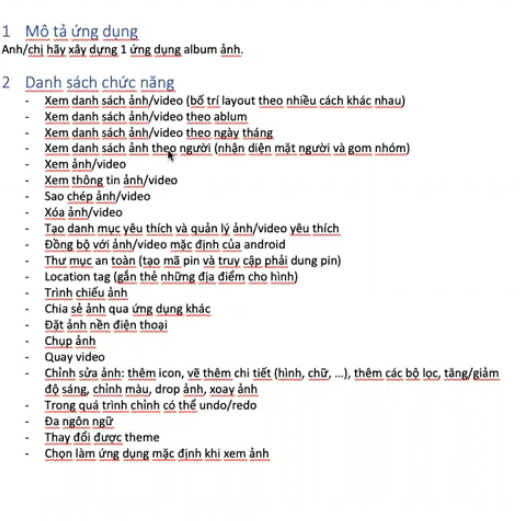 1 Mô tả ứng dụng
Anh/chị hãy xây dựng 1 ứng dụng album ảnh.
2 Danh sách chức năng
- Xem danh sách ảnh/video (bố trí layout theo nhiều cách khác nhau)
- Xem danh sách ảnh/video theo ablum
- Xem danh sách ảnh/video theo ngày tháng
- Xem danh sách ảnh theo người (nhận diện mặt người và gom nhóm)
- Xem ảnh/video
- Xem thông tin ảnh/video
- Sao chép ảnh/video
- Xóa ảnh/video
- Tạo danh mục yêu thích và quản lý ảnh/video yêu thích
- Đồng bộ với ảnh/video mặc định của android
- Thư mục an toàn (tạo mã pin và truy cập phải dung pin)
- Location tag (gắn thẻ những địa điểm cho hình)
- Trình chiếu ảnh
- Chia sẻ ảnh qua ứng dụng khác
- Đặt ảnh nền điện thoại
- Chụp ảnh
- Quay video
- Chỉnh sửa ảnh: thêm icon, vẽ thêm chi tiết (hình, chữ, …), thêm các bộ lọc, tăng/giảm
độ sáng, chỉnh màu, drop ảnh, xoay ảnh
- Trong quá trình chỉnh có thể undo/redo
- Đa ngôn ngữ
- Thay đổi được theme
- Chọn làm ứng dụng mặc định khi xem ảnh